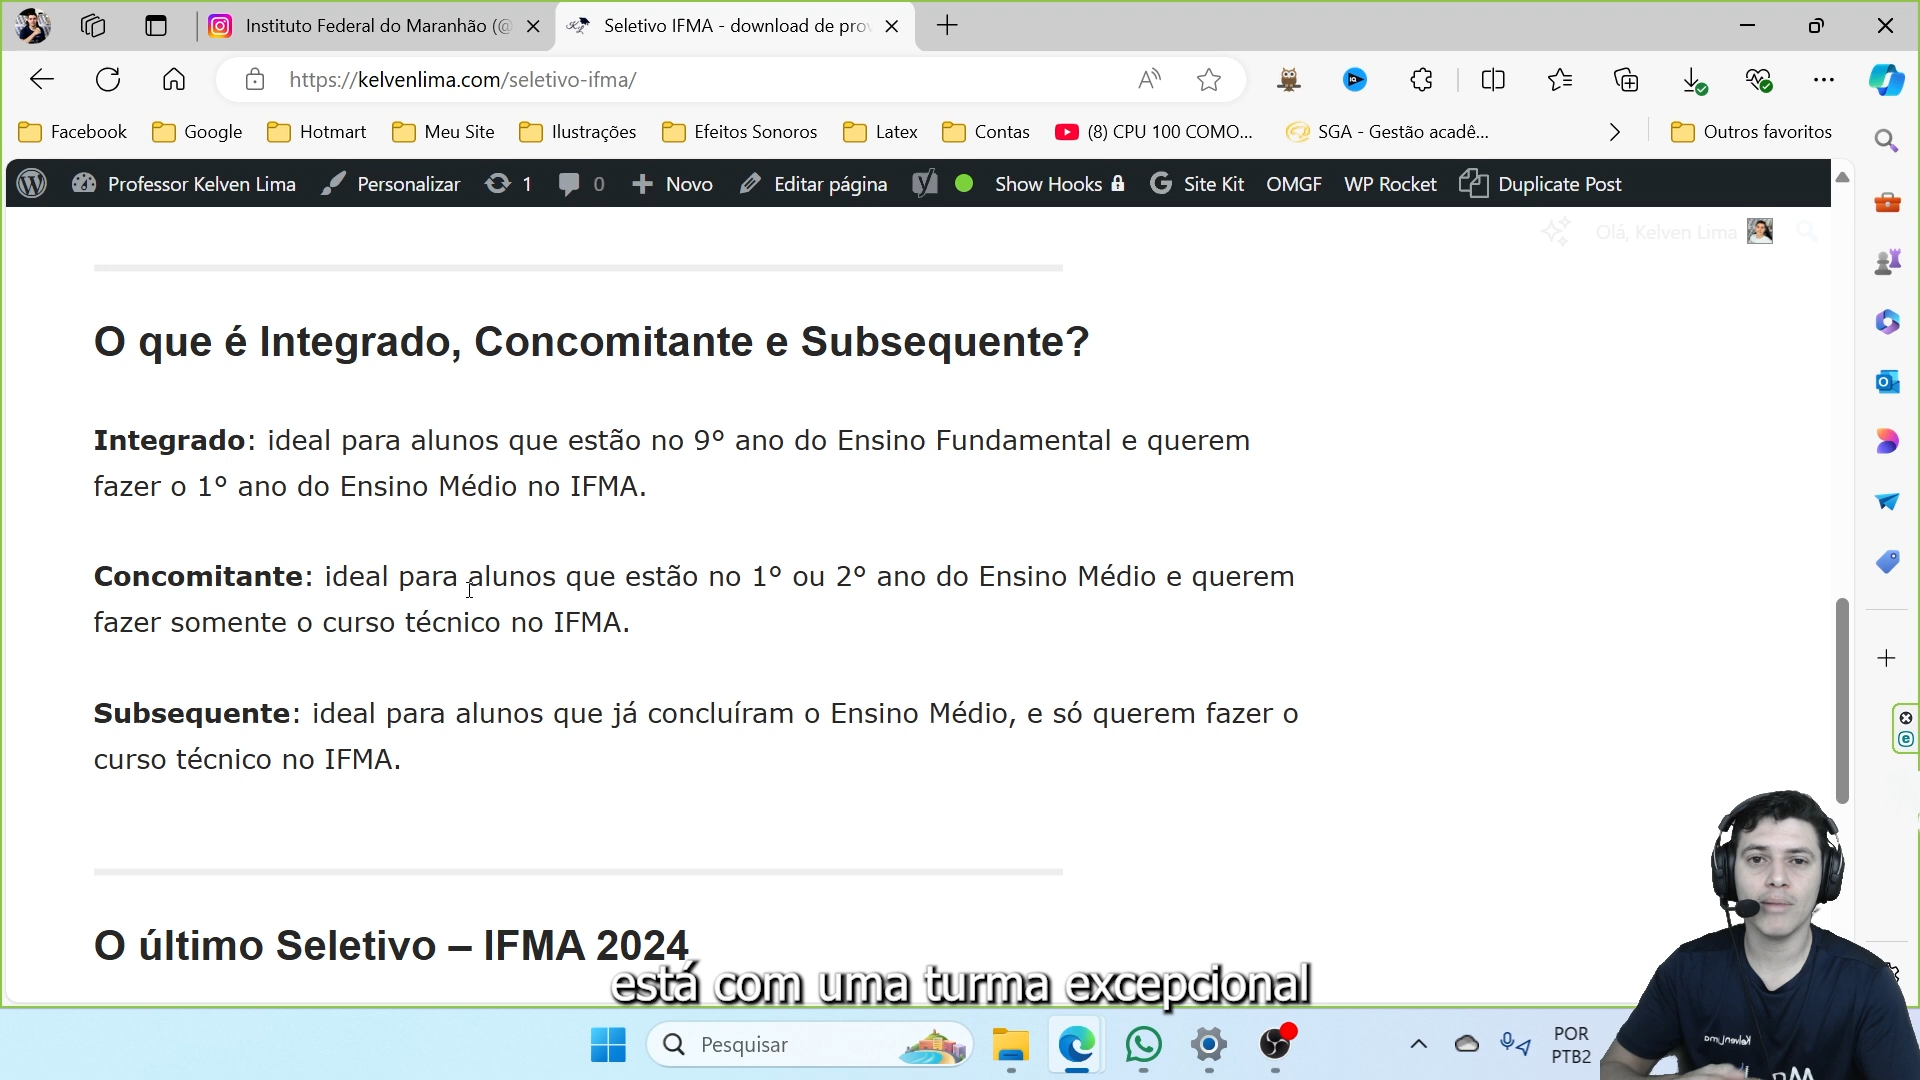 Instituto Federal do Maranhão (@
Seletivo IFMA - download de prov
https://kelvenlima.com/seletivo-ifma/
Facebook
Google
Hotmart
Meu Site
Ilustrações
Efeitos Sonoros
Latex
Contas
(8) CPU 100 COMO...
SGA - Gestão acadê...
Outros favoritos
Professor Kelven Lima
Personalizar
1
0
Novo
Editar página
Show Hooks
Site Kit
OMGF
WP Rocket
Duplicate Post
Olá, Kelven Lima
O que é Integrado, Concomitante e Subsequente?
Integrado: ideal para alunos que estão no 9º ano do Ensino Fundamental e querem
fazer o 1º ano do Ensino Médio no IFMA.
Concomitante: ideal para alunos que estão no 1º ou 2º ano do Ensino Médio e querem
fazer somente o curso técnico no IFMA.
Subsequente: ideal para alunos que já concluíram o Ensino Médio, e só querem fazer o
curso técnico no IFMA.
O último Seletivo – IFMA 2024
está com uma turma excepcional
Pesquisar
POR
PTB2